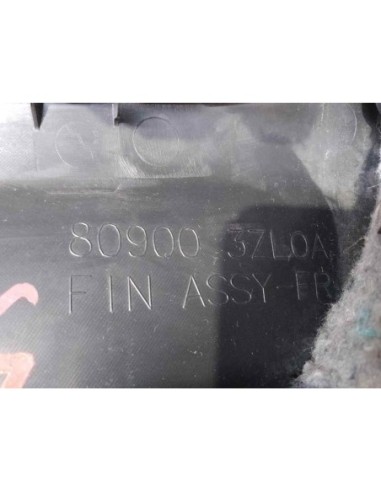 80900 3ZL0A
FIN ASSY-FR